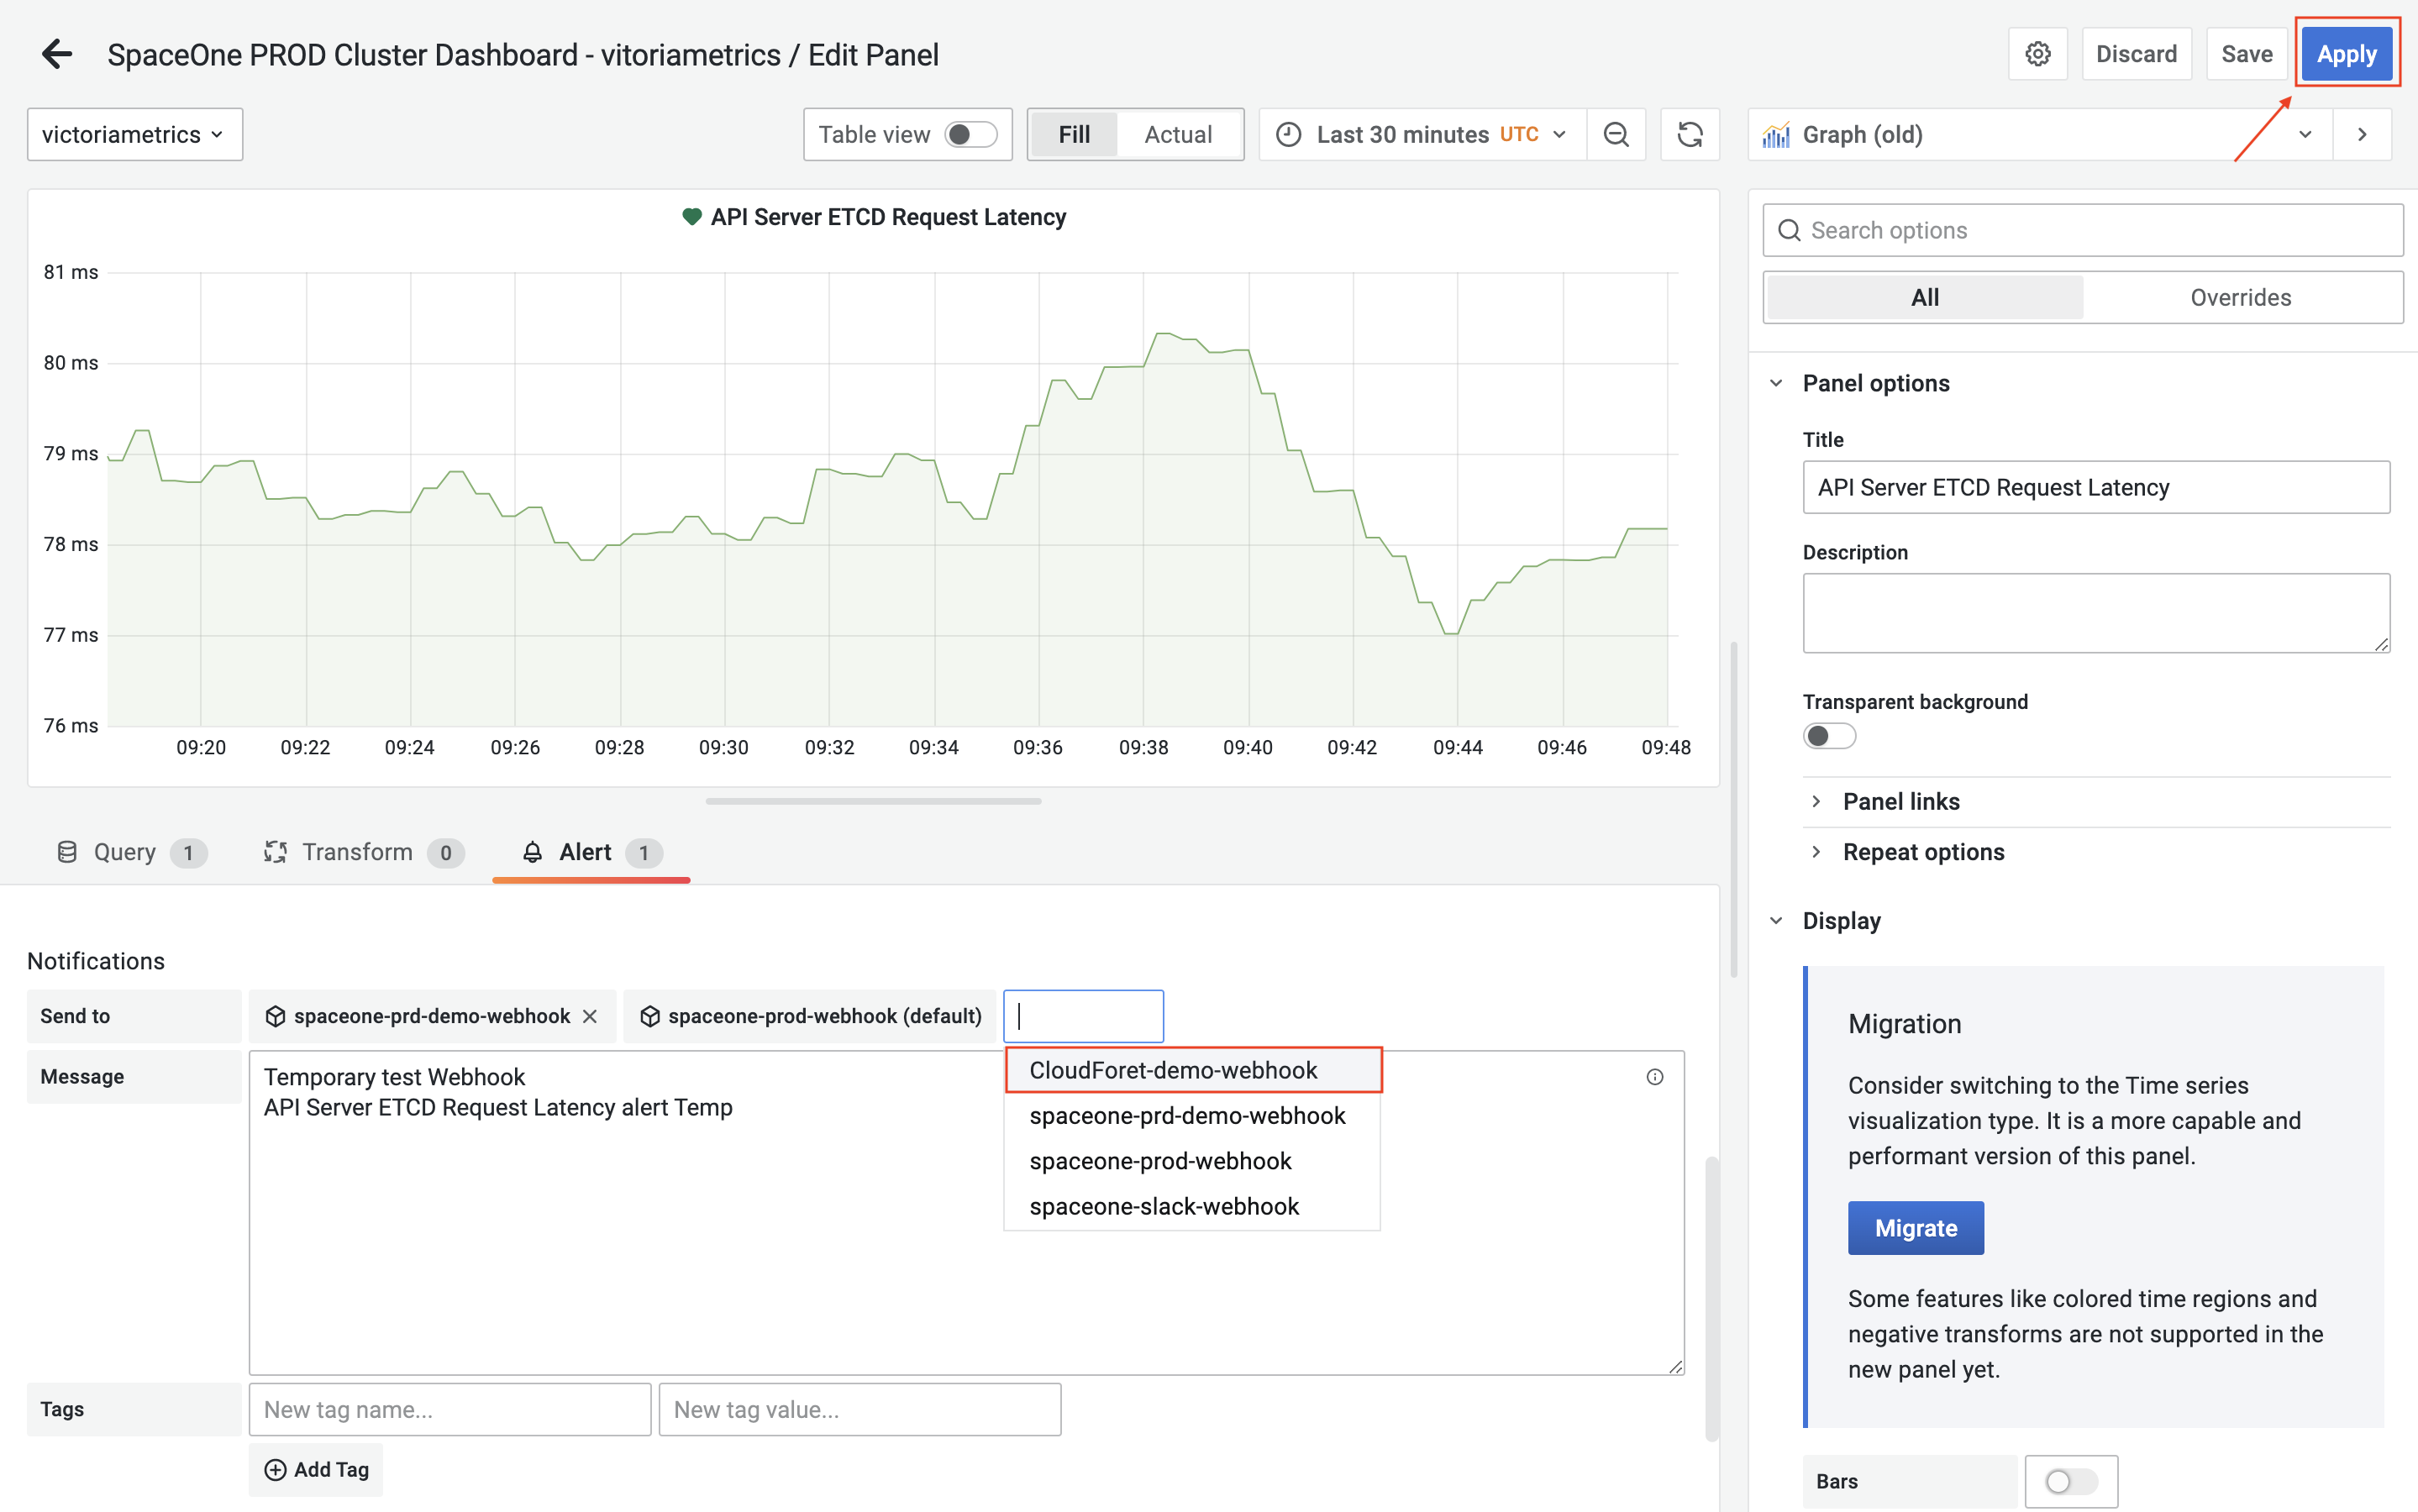 SpaceOne PROD Cluster Dashboard - vitoriametrics / Edit Panel
Discard
Save
Apply
victoriametrics
Table view
Fill
Actual
Last 30 minutes UTC
Graph (old)
API Server ETCD Request Latency
81 ms
80 ms
79 ms
78 ms
77 ms
76 ms
09:20 09:22 09:24 09:26 09:28 09:30 09:32 09:34 09:36 09:38 09:40 09:42 09:44 09:46 09:48
Query 1
Transform 0
Alert 1
Notifications
Send to
spaceone-prd-demo-webhook
spaceone-prod-webhook (default)
Message
Temporary test Webhook
API Server ETCD Request Latency alert Temp
CloudForet-demo-webhook
spaceone-prd-demo-webhook
spaceone-prod-webhook
spaceone-slack-webhook
Tags
New tag name...
New tag value...
Add Tag
Search options
All
Overrides
Panel options
Title
API Server ETCD Request Latency
Description
Transparent background
Panel links
Repeat options
Display
Migration
Consider switching to the Time series
visualization type. It is a more capable and
performant version of this panel.
Migrate
Some features like colored time regions and
negative transforms are not supported in the
new panel yet.
Bars